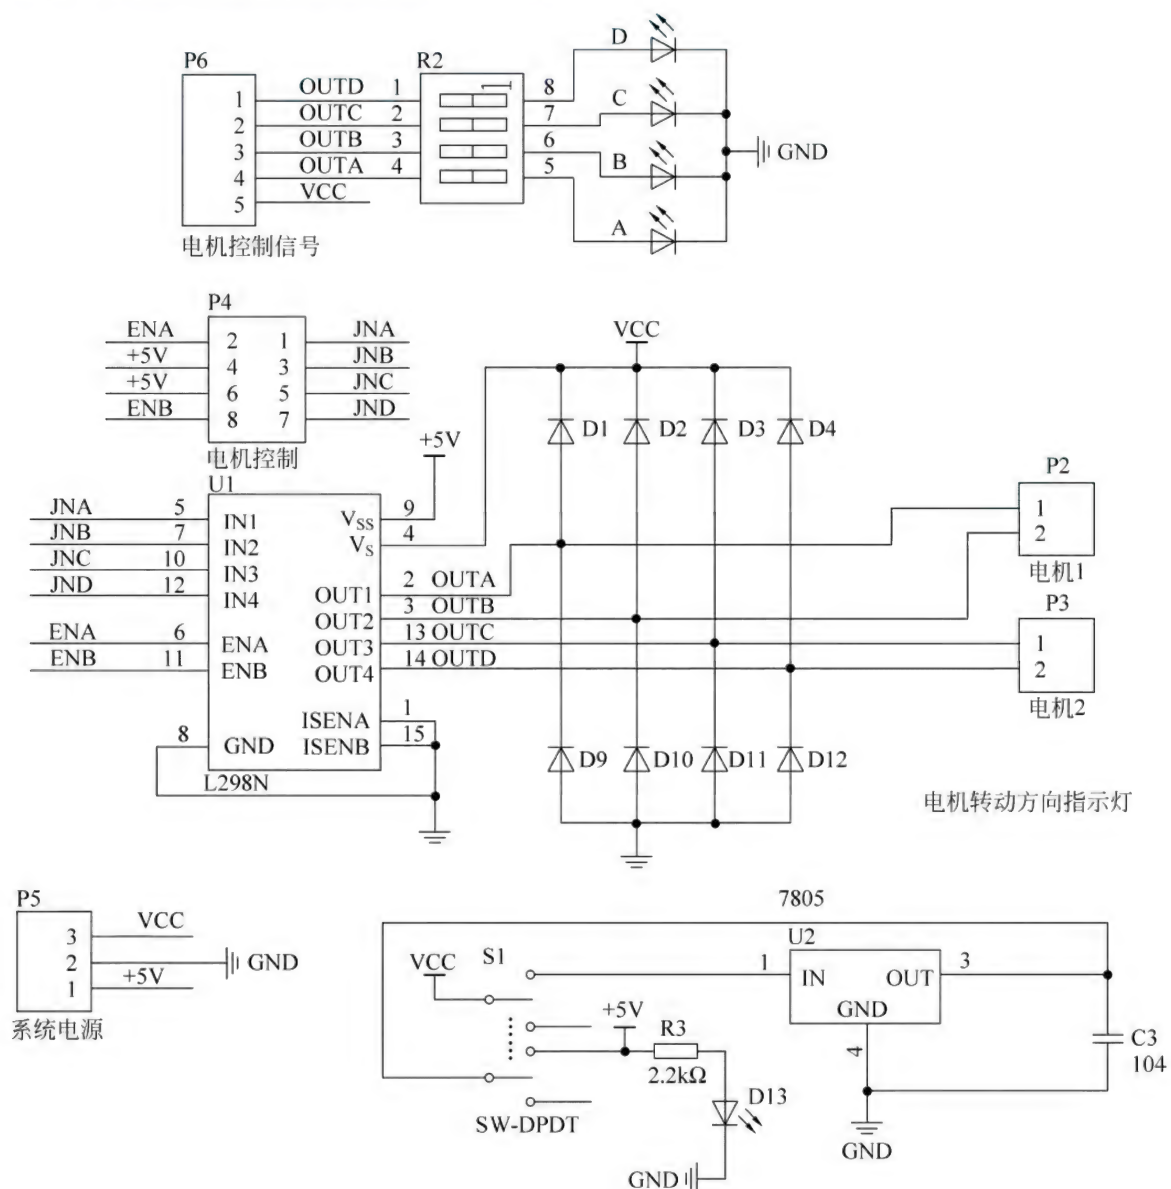 P6
R2
OUTD 1
OUTC 2
OUTB 3
OUTA 4
VCC
1
2
3
4
5
8
7
6
5
D
C
B
A
GND
电机控制信号
P4
ENA 2 1 JNA
+5V 4 3 JNB
+5V 6 5 JNC
ENB 8 7 JND
电机控制
U1
JNA 5 IN1
JNB 7 IN2
JNC 10 IN3
JND 12 IN4
ENA 6 ENA
ENB 11 ENB
8 GND
VSS 9
+5V
VS 4
OUT1 2 OUTA
OUT2 3 OUTB
OUT3 13 OUTC
OUT4 14 OUTD
ISENA 1
ISENB 15
L298N
VCC
D1 D2 D3 D4
D9 D10 D11 D12
P2
1
2
电机1
P3
1
2
电机2
电机转动方向指示灯
P5
3 VCC
2 GND
1 +5V
系统电源
7805
U2
VCC S1
1 IN OUT 3
GND
4
+5V
R3
2.2kΩ
C3
104
D13
SW-DPDT
GND
GND